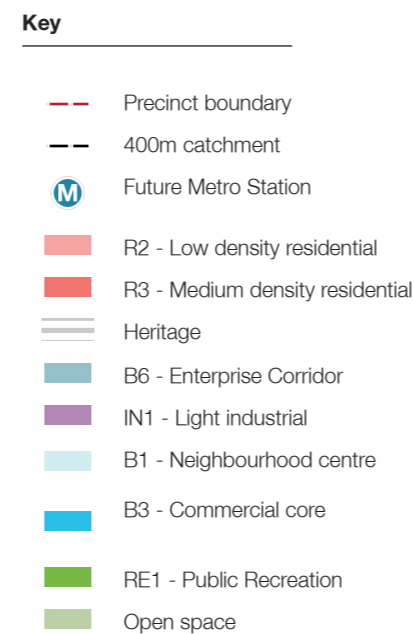 Key
Precinct boundary
400m catchment
M Future Metro Station
R2 - Low density residential
R3 - Medium density residential
Heritage
B6 - Enterprise Corridor
IN1 - Light industrial
B1 - Neighbourhood centre
B3 - Commercial core
RE1 - Public Recreation
Open space